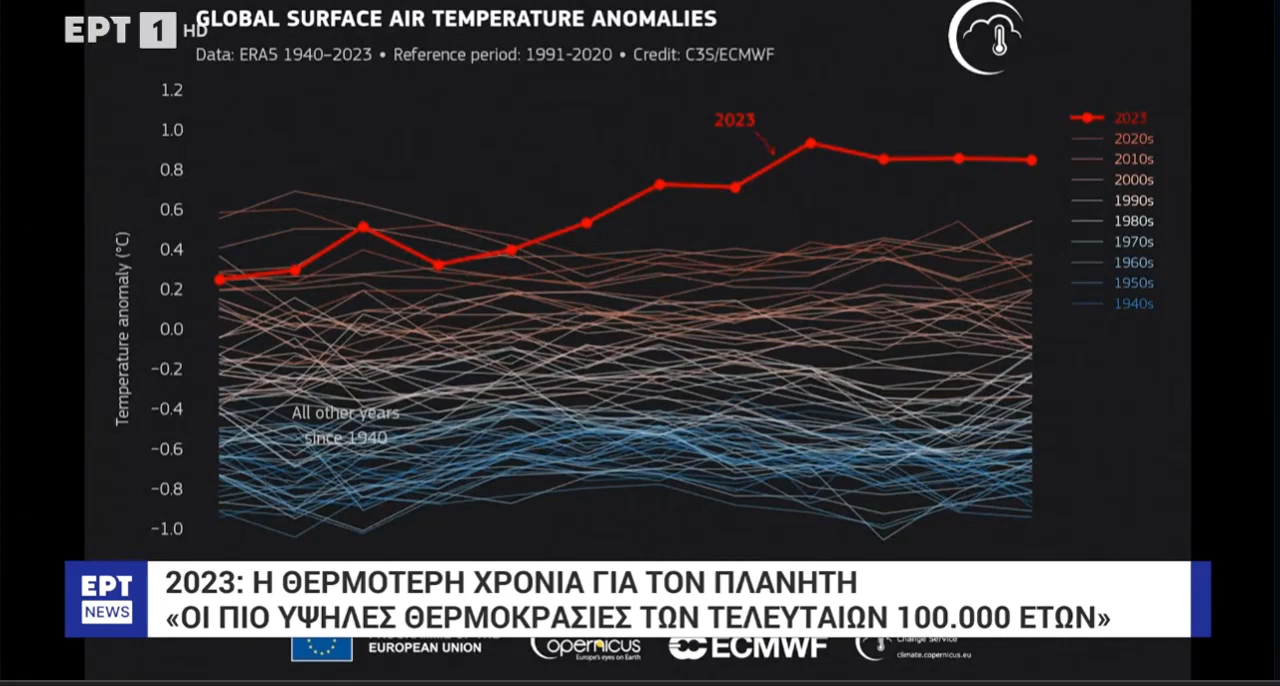 ΕΡΤ 1 HD
GLOBAL SURFACE AIR TEMPERATURE ANOMALIES
Data: ERA5 1940–2023 • Reference period: 1991-2020 • Credit: C3S/ECMWF
1.2
1.0
0.8
0.6
0.4
0.2
0.0
−0.2
−0.4
−0.6
−0.8
−1.0
Temperature anomaly (°C)
2023
All other years
since 1940
2023
2020s
2010s
2000s
1990s
1980s
1970s
1960s
1950s
1940s
ΕΡΤ
NEWS
2023: Η ΘΕΡΜΟΤΕΡΗ ΧΡΟΝΙΑ ΓΙΑ ΤΟΝ ΠΛΑΝΗΤΗ
«ΟΙ ΠΙΟ ΥΨΗΛΕΣ ΘΕΡΜΟΚΡΑΣΙΕΣ ΤΩΝ ΤΕΛΕΥΤΑΙΩΝ 100.000 ΕΤΩΝ»
EUROPEAN UNION
opernicus
Europe's eyes on Earth
ECMWF
Change Service
climate.copernicus.eu